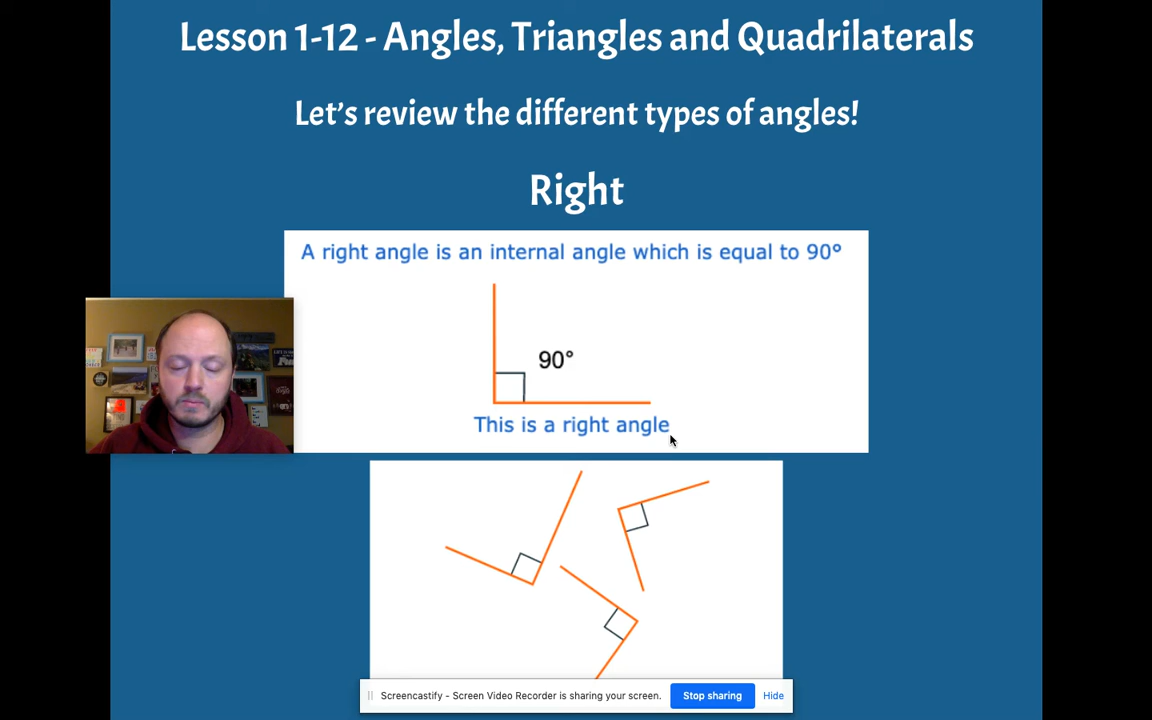 Lesson 1-12 - Angles, Triangles and Quadrilaterals
Let's review the different types of angles!
Right
A right angle is an internal angle which is equal to 90°
90°
This is a right angle
Screencastify - Screen Video Recorder is sharing your screen.
Stop sharing
Hide